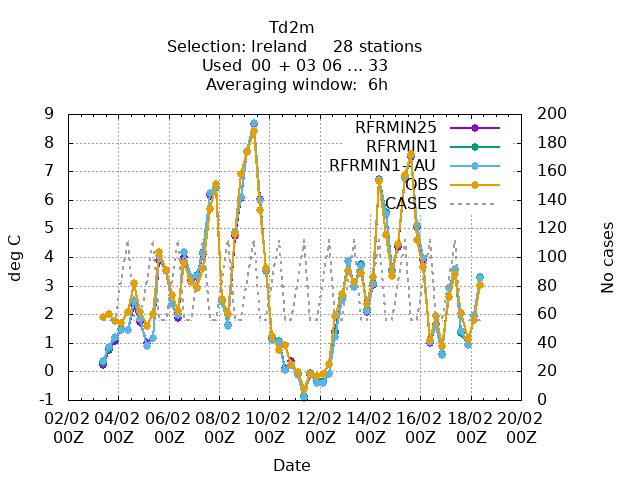 Td2m
Selection: Ireland 28 stations
Used 00 + 03 06 ... 33
Averaging window: 6h
9 200
RFRMIN25
8 180
RFRMIN1
7 160
RFRMIN1+AU
OBS
6 140
CASES
5 120
4 100
3 80
2 60
1 40
0 20
-1 0
deg C
No cases
02/02 04/02 06/02 08/02 10/02 12/02 14/02 16/02 18/02 20/02
00Z 00Z 00Z 00Z 00Z 00Z 00Z 00Z 00Z 00Z
Date